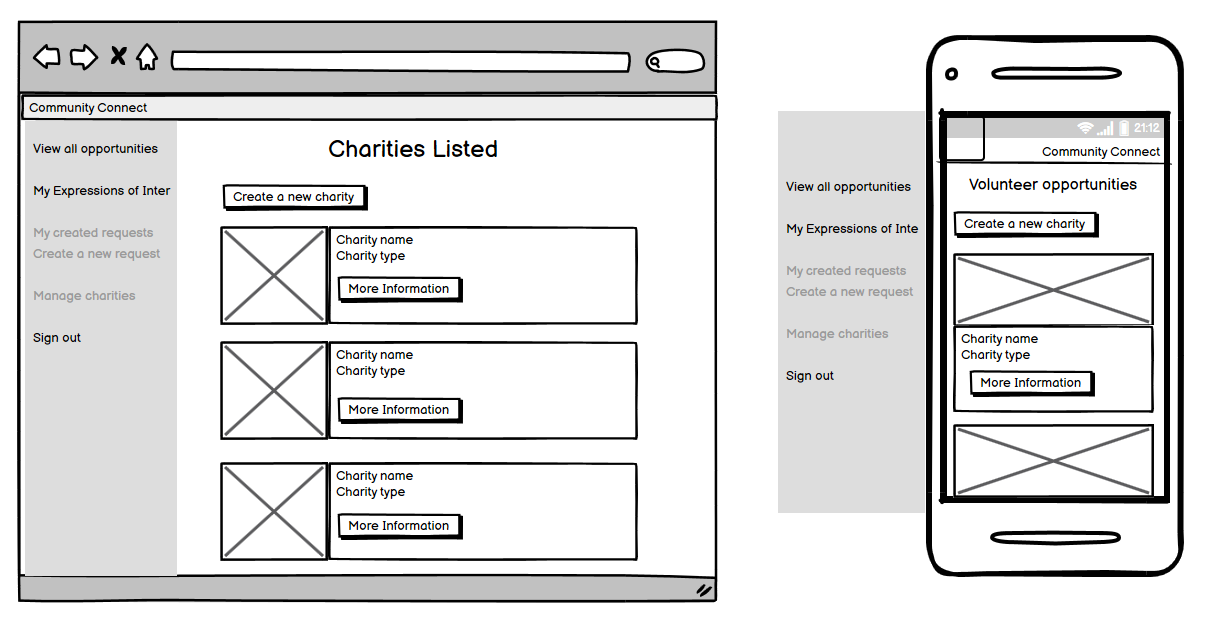 Community Connect
View all opportunities
My Expressions of Inter
My created requests
Create a new request
Manage charities
Sign out
Charities Listed
Create a new charity
Charity name
Charity type
More Information
Charity name
Charity type
More Information
Charity name
Charity type
More Information
View all opportunities
My Expressions of Inte
My created requests
Create a new request
Manage charities
Sign out
21:12
Community Connect
Volunteer opportunities
Create a new charity
Charity name
Charity type
More Information